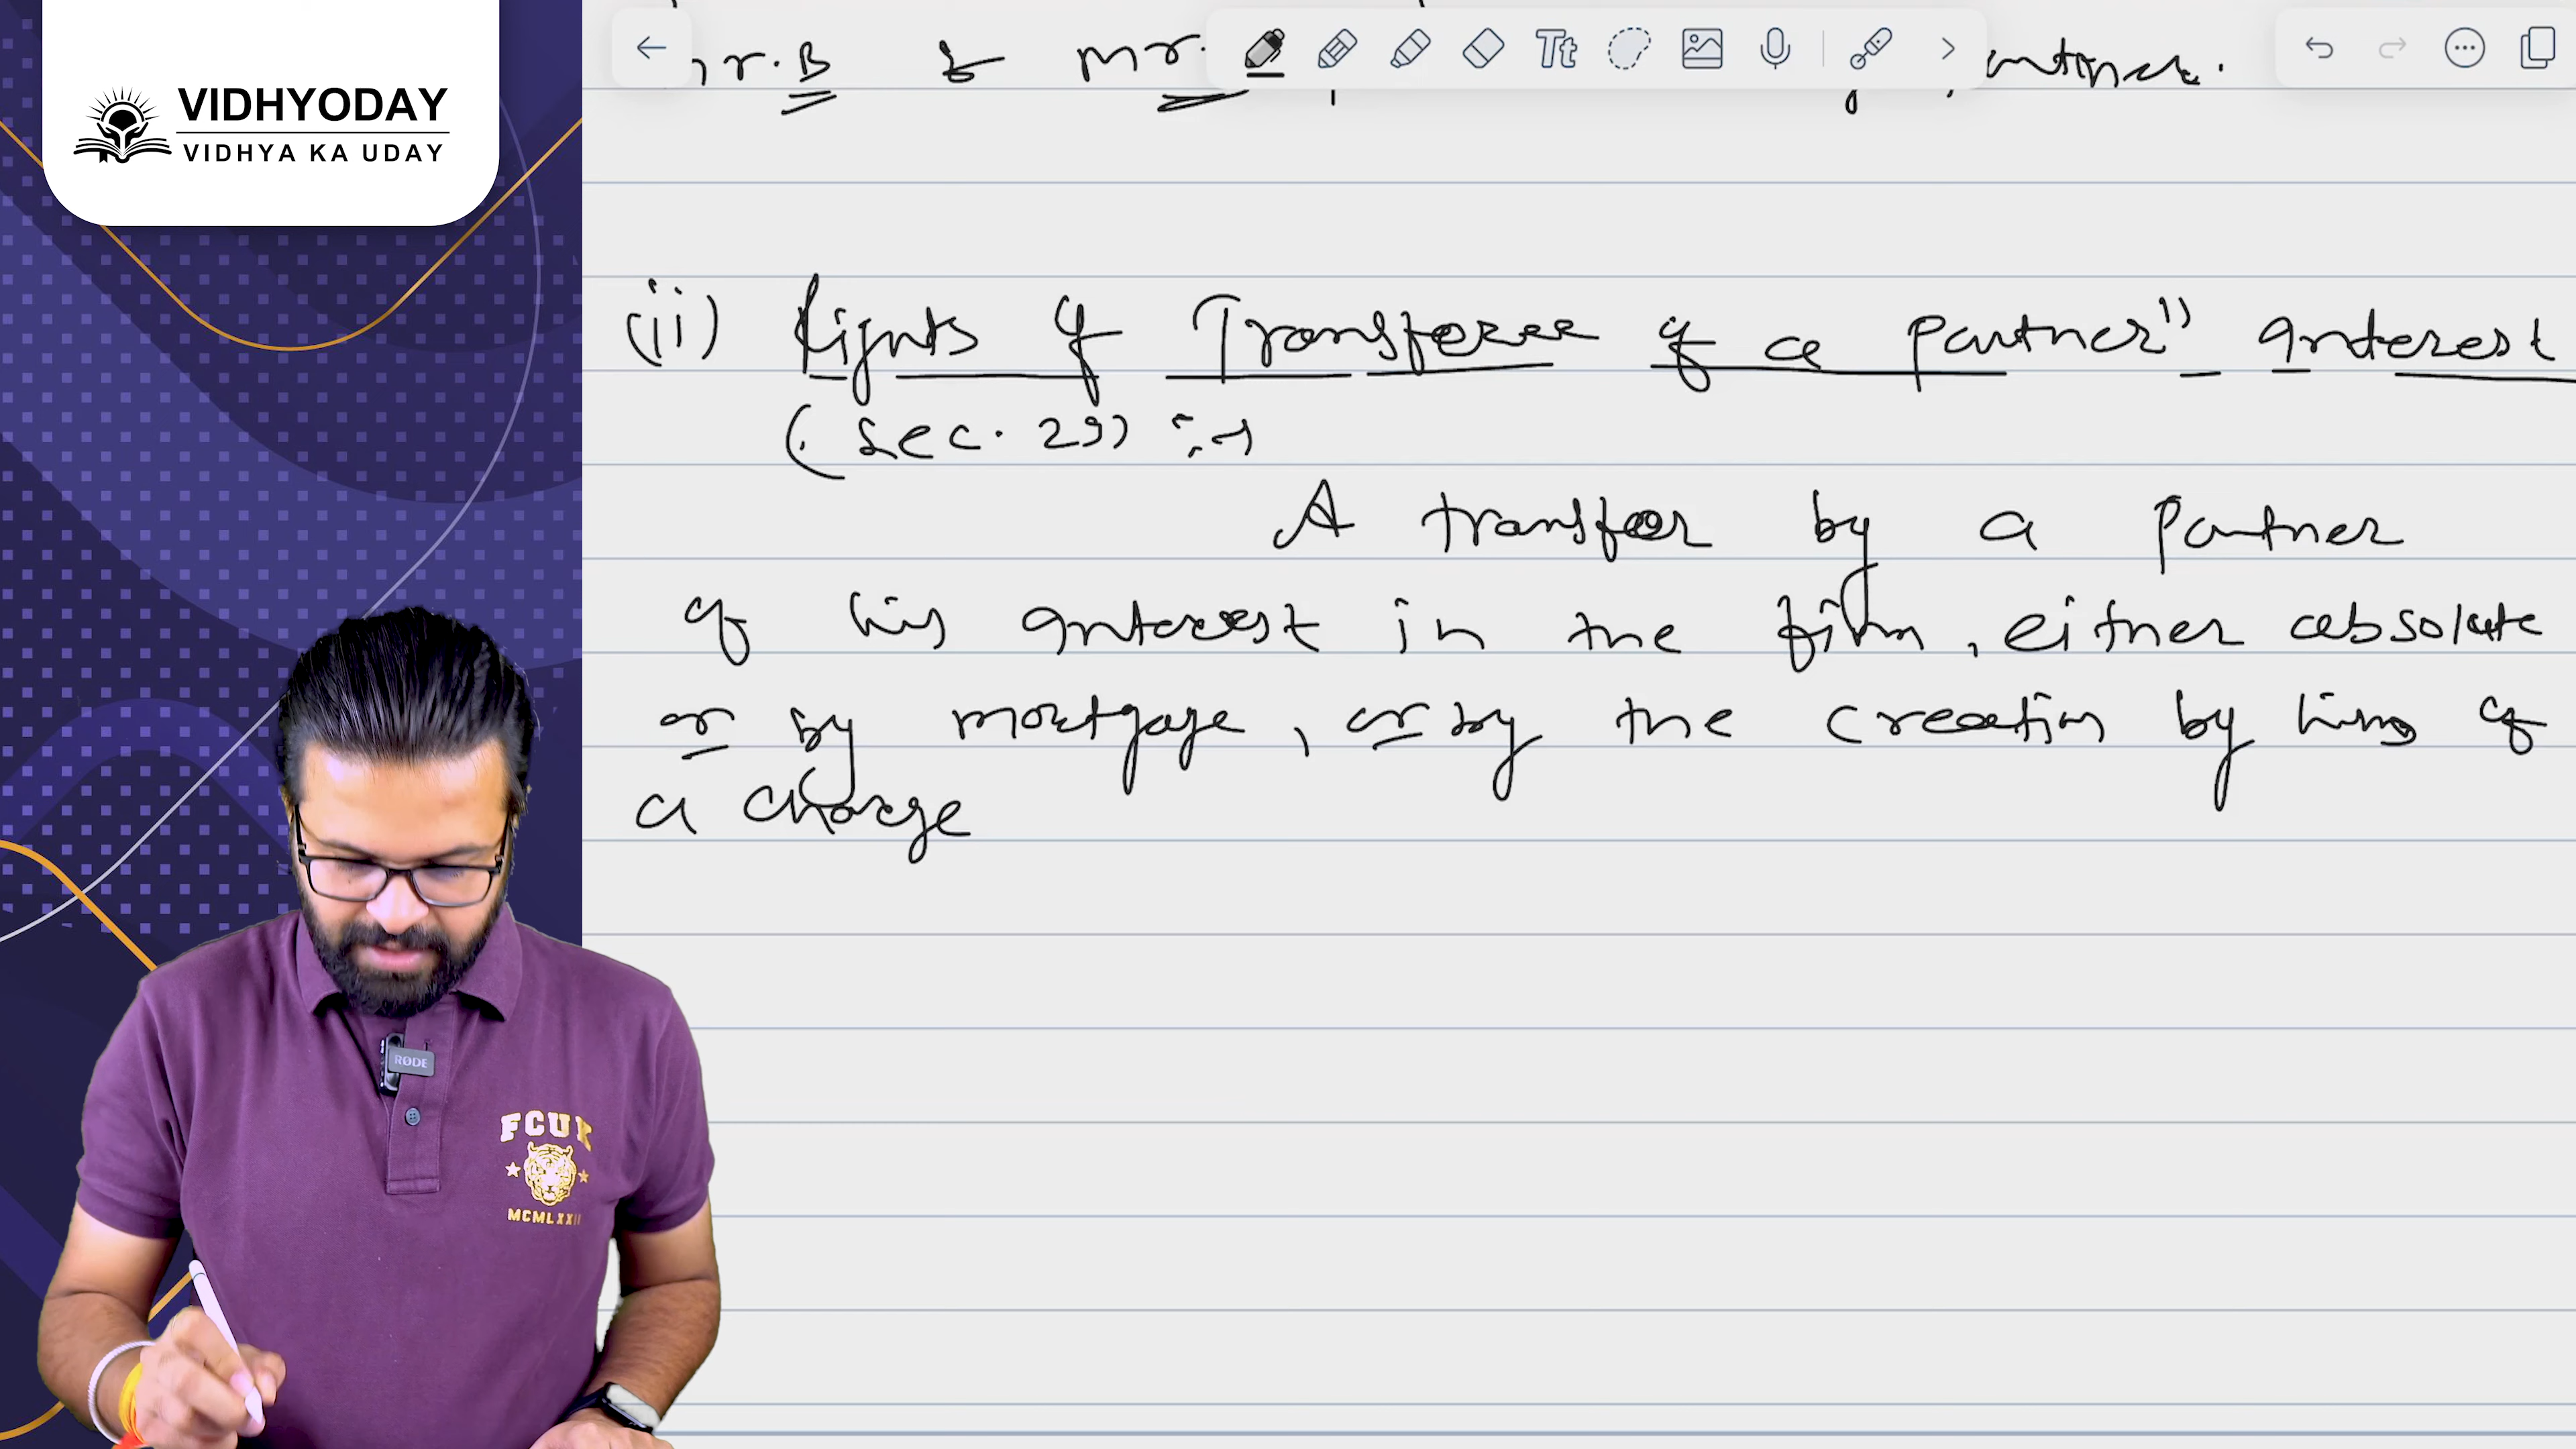 VIDHYODAY
VIDHYA KA UDAY
r. B & mr.
Tt
(ii) Rights of Transferee of a Partner's Interest
(Sec. 29) :→
A transfer by a Partner
of his Interest in the firm, either absolute
or by mortgage, or by the creation by him of
a charge
RØDE
FCUK
MCMLXXII